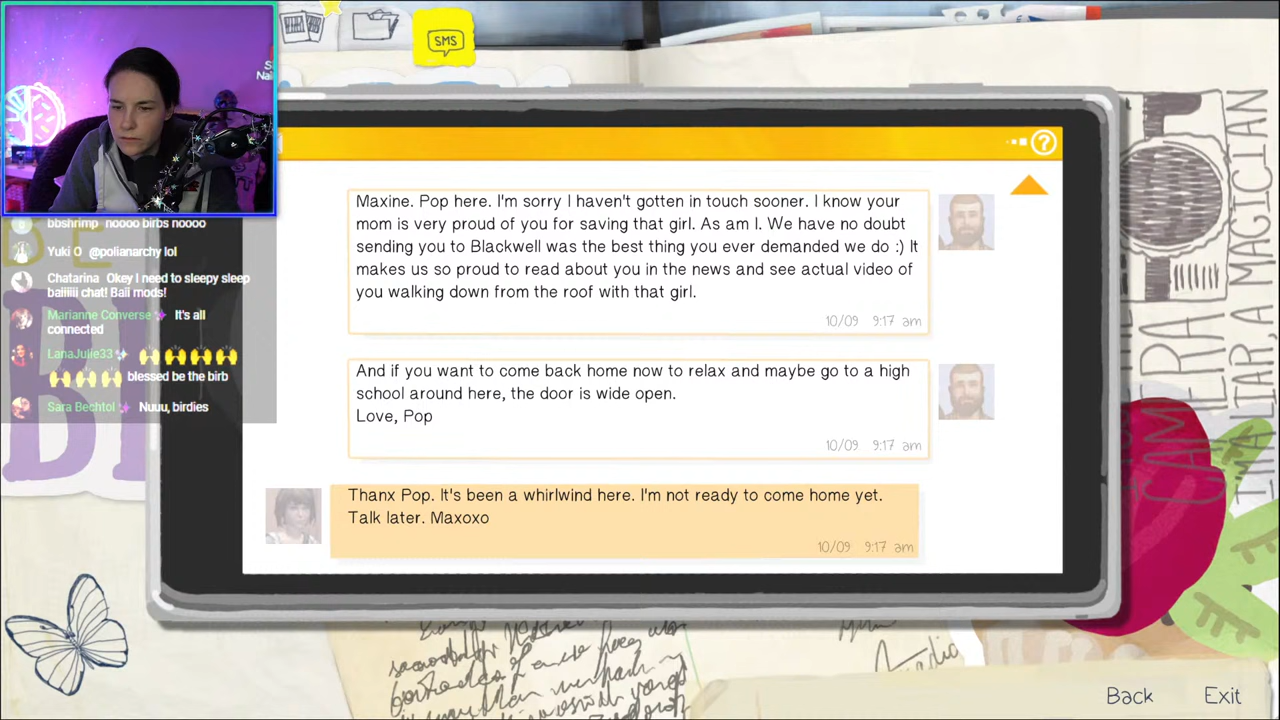 SMS
?
Maxine. Pop here. I'm sorry I haven't gotten in touch sooner. I know your
mom is very proud of you for saving that girl. As am I. We have no doubt
sending you to Blackwell was the best thing you ever demanded we do :) It
makes us so proud to read about you in the news and see actual video of
you walking down from the roof with that girl.
10/09 9:17 am
And if you want to come back home now to relax and maybe go to a high
school around here, the door is wide open.
Love, Pop
10/09 9:17 am
Thanx Pop. It's been a whirlwind here. I'm not ready to come home yet.
Talk later. Maxoxo
10/09 9:17 am
bbshrimp noooo birbs noooo
Yuki O @polianarchy lol
Chatarina Okey I need to sleepy sleep
baiiiiii chat! Baii mods!
Marianne Converse It's all
connected
LanaJulie33 🙌 🙌 🙌 🙌
🙌 🙌 🙌 blessed be the birb
Sara Bechtol Nuuu, birdies
CAMERA
I'M A LIAR, A MAGICIAN
Back Exit